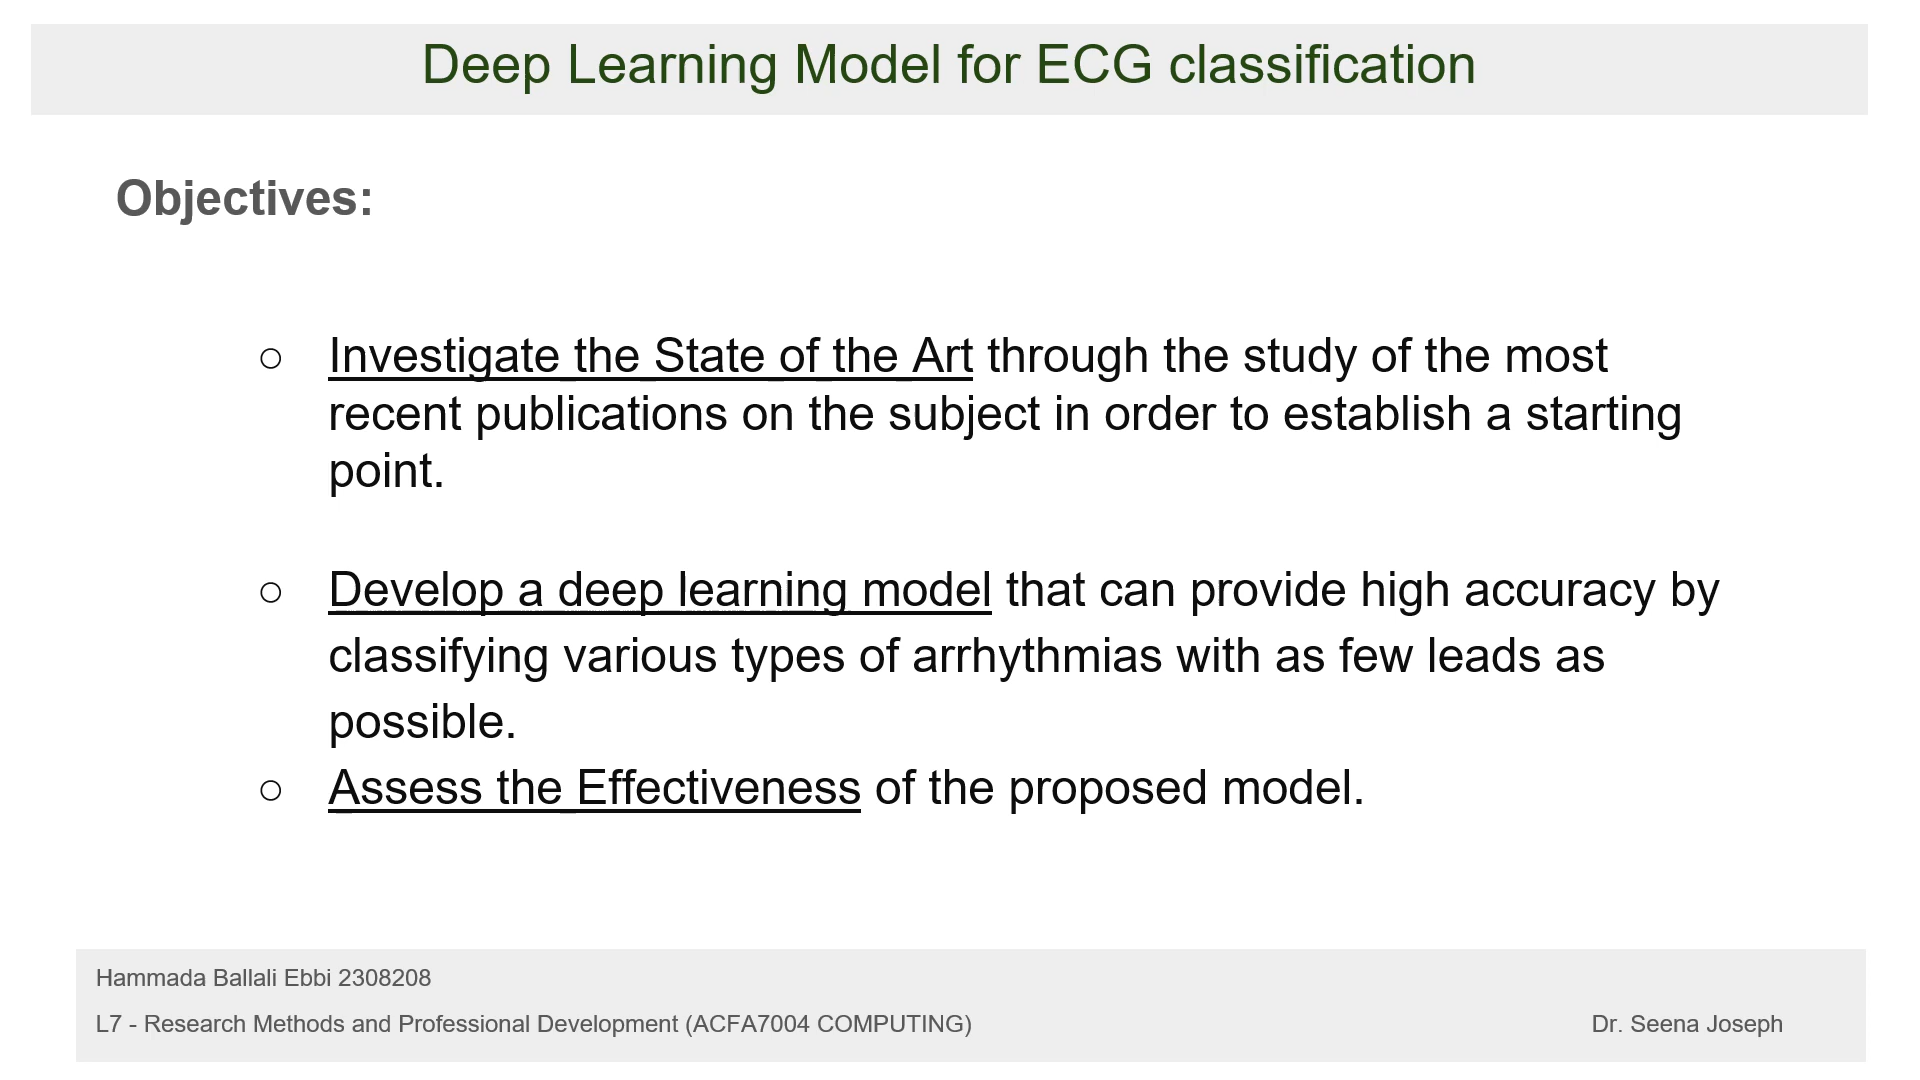 Deep Learning Model for ECG classification
Objectives:
○ Investigate the State of the Art through the study of the most
recent publications on the subject in order to establish a starting
point.
○ Develop a deep learning model that can provide high accuracy by
classifying various types of arrhythmias with as few leads as
possible.
○ Assess the Effectiveness of the proposed model.
Hammada Ballali Ebbi 2308208
L7 - Research Methods and Professional Development (ACFA7004 COMPUTING) Dr. Seena Joseph